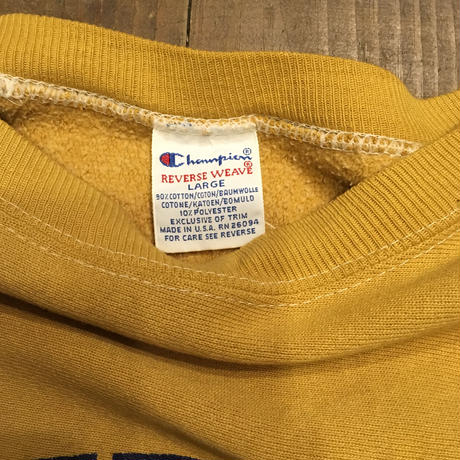 Champion®
REVERSE WEAVE®
LARGE
90% COTTON/COTON/BAUMWOLLE
COTONE/KATOEN/BOMULD
10% POLYESTER
EXCLUSIVE OF TRIM
MADE IN U.S.A. RN 26094
FOR CARE SEE REVERSE